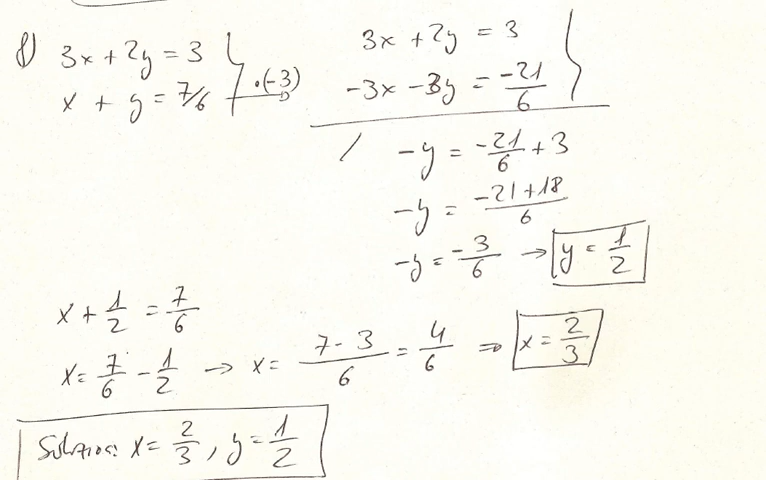 f) 3x + 2y = 3
x + y = 7/6 } ·(-3) →
3x + 2y = 3
-3x - 3y = -21/6 }
/ -y = -21/6 + 3
-y = (-21+18)/6
-y = -3/6 → y = 1/2
x + 1/2 = 7/6
x = 7/6 - 1/2 → x = (7-3)/6 = 4/6 ⇒ x = 2/3
Solution: x = 2/3, y = 1/2